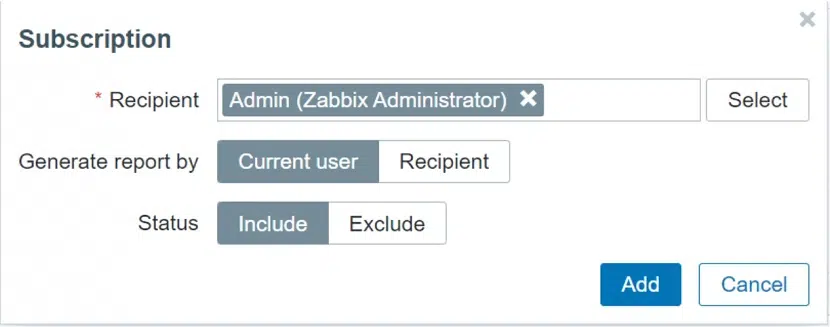 Subscription
* Recipient Admin (Zabbix Administrator) Select
Generate report by Current user Recipient
Status Include Exclude
Add Cancel